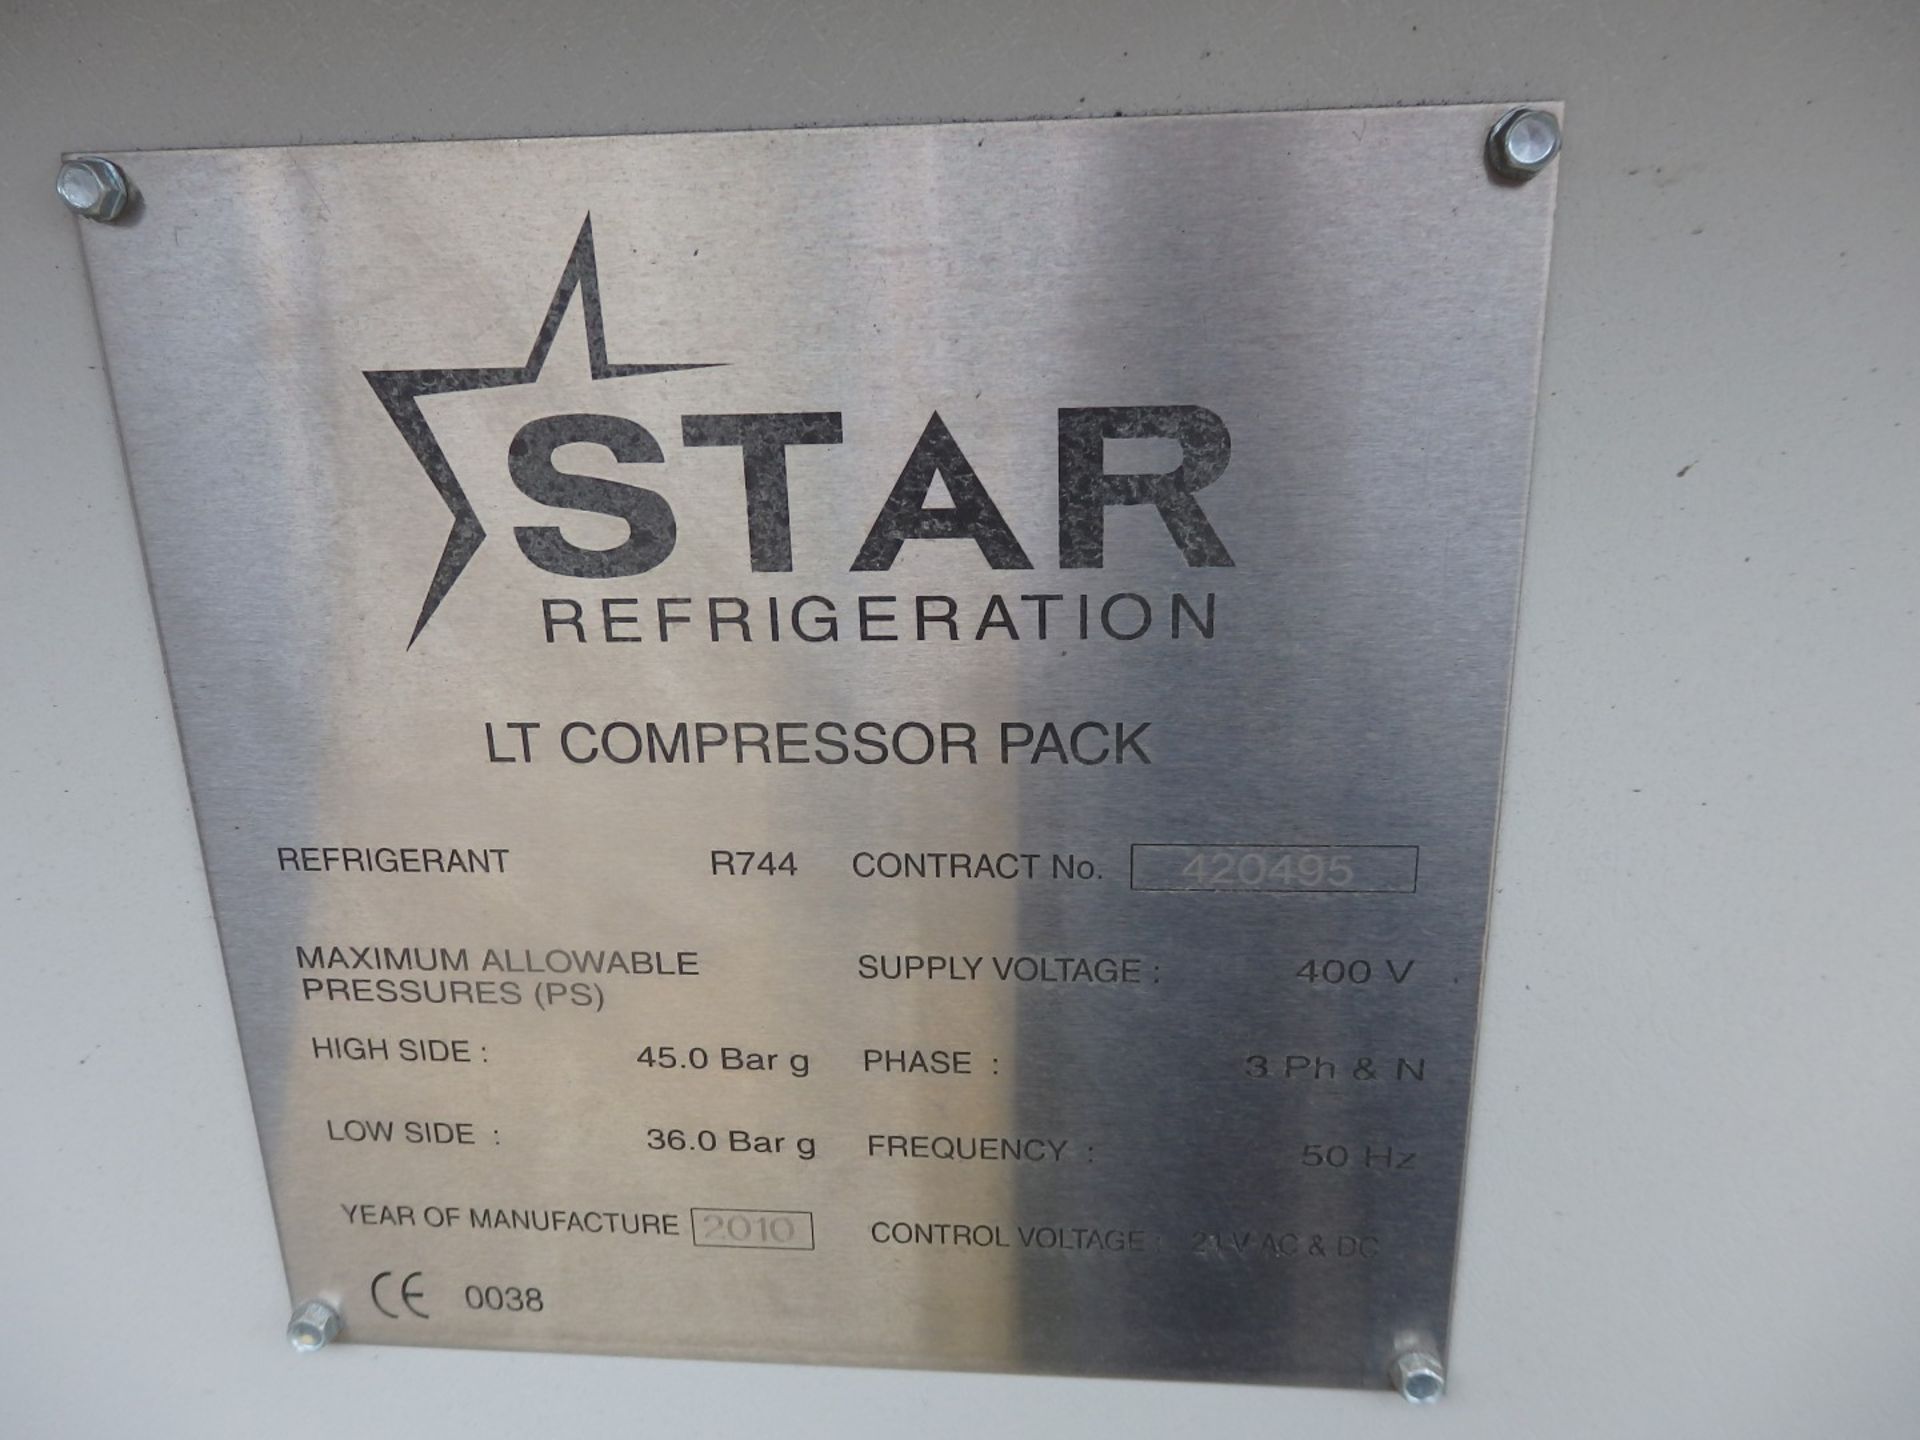 STAR
REFRIGERATION
LT COMPRESSOR PACK
REFRIGERANT R744 CONTRACT No. 420495
MAXIMUM ALLOWABLE
PRESSURES (PS)
SUPPLY VOLTAGE : 400 V
HIGH SIDE : 45.0 Bar g PHASE : 3 Ph & N
LOW SIDE : 36.0 Bar g FREQUENCY : 50 Hz
YEAR OF MANUFACTURE 2010 CONTROL VOLTAGE : AC & DC
CE 0038